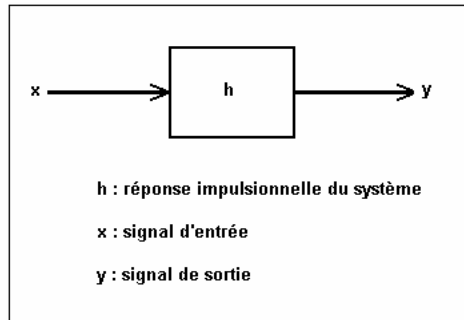 x h y
h : réponse impulsionnelle du système
x : signal d'entrée
y : signal de sortie